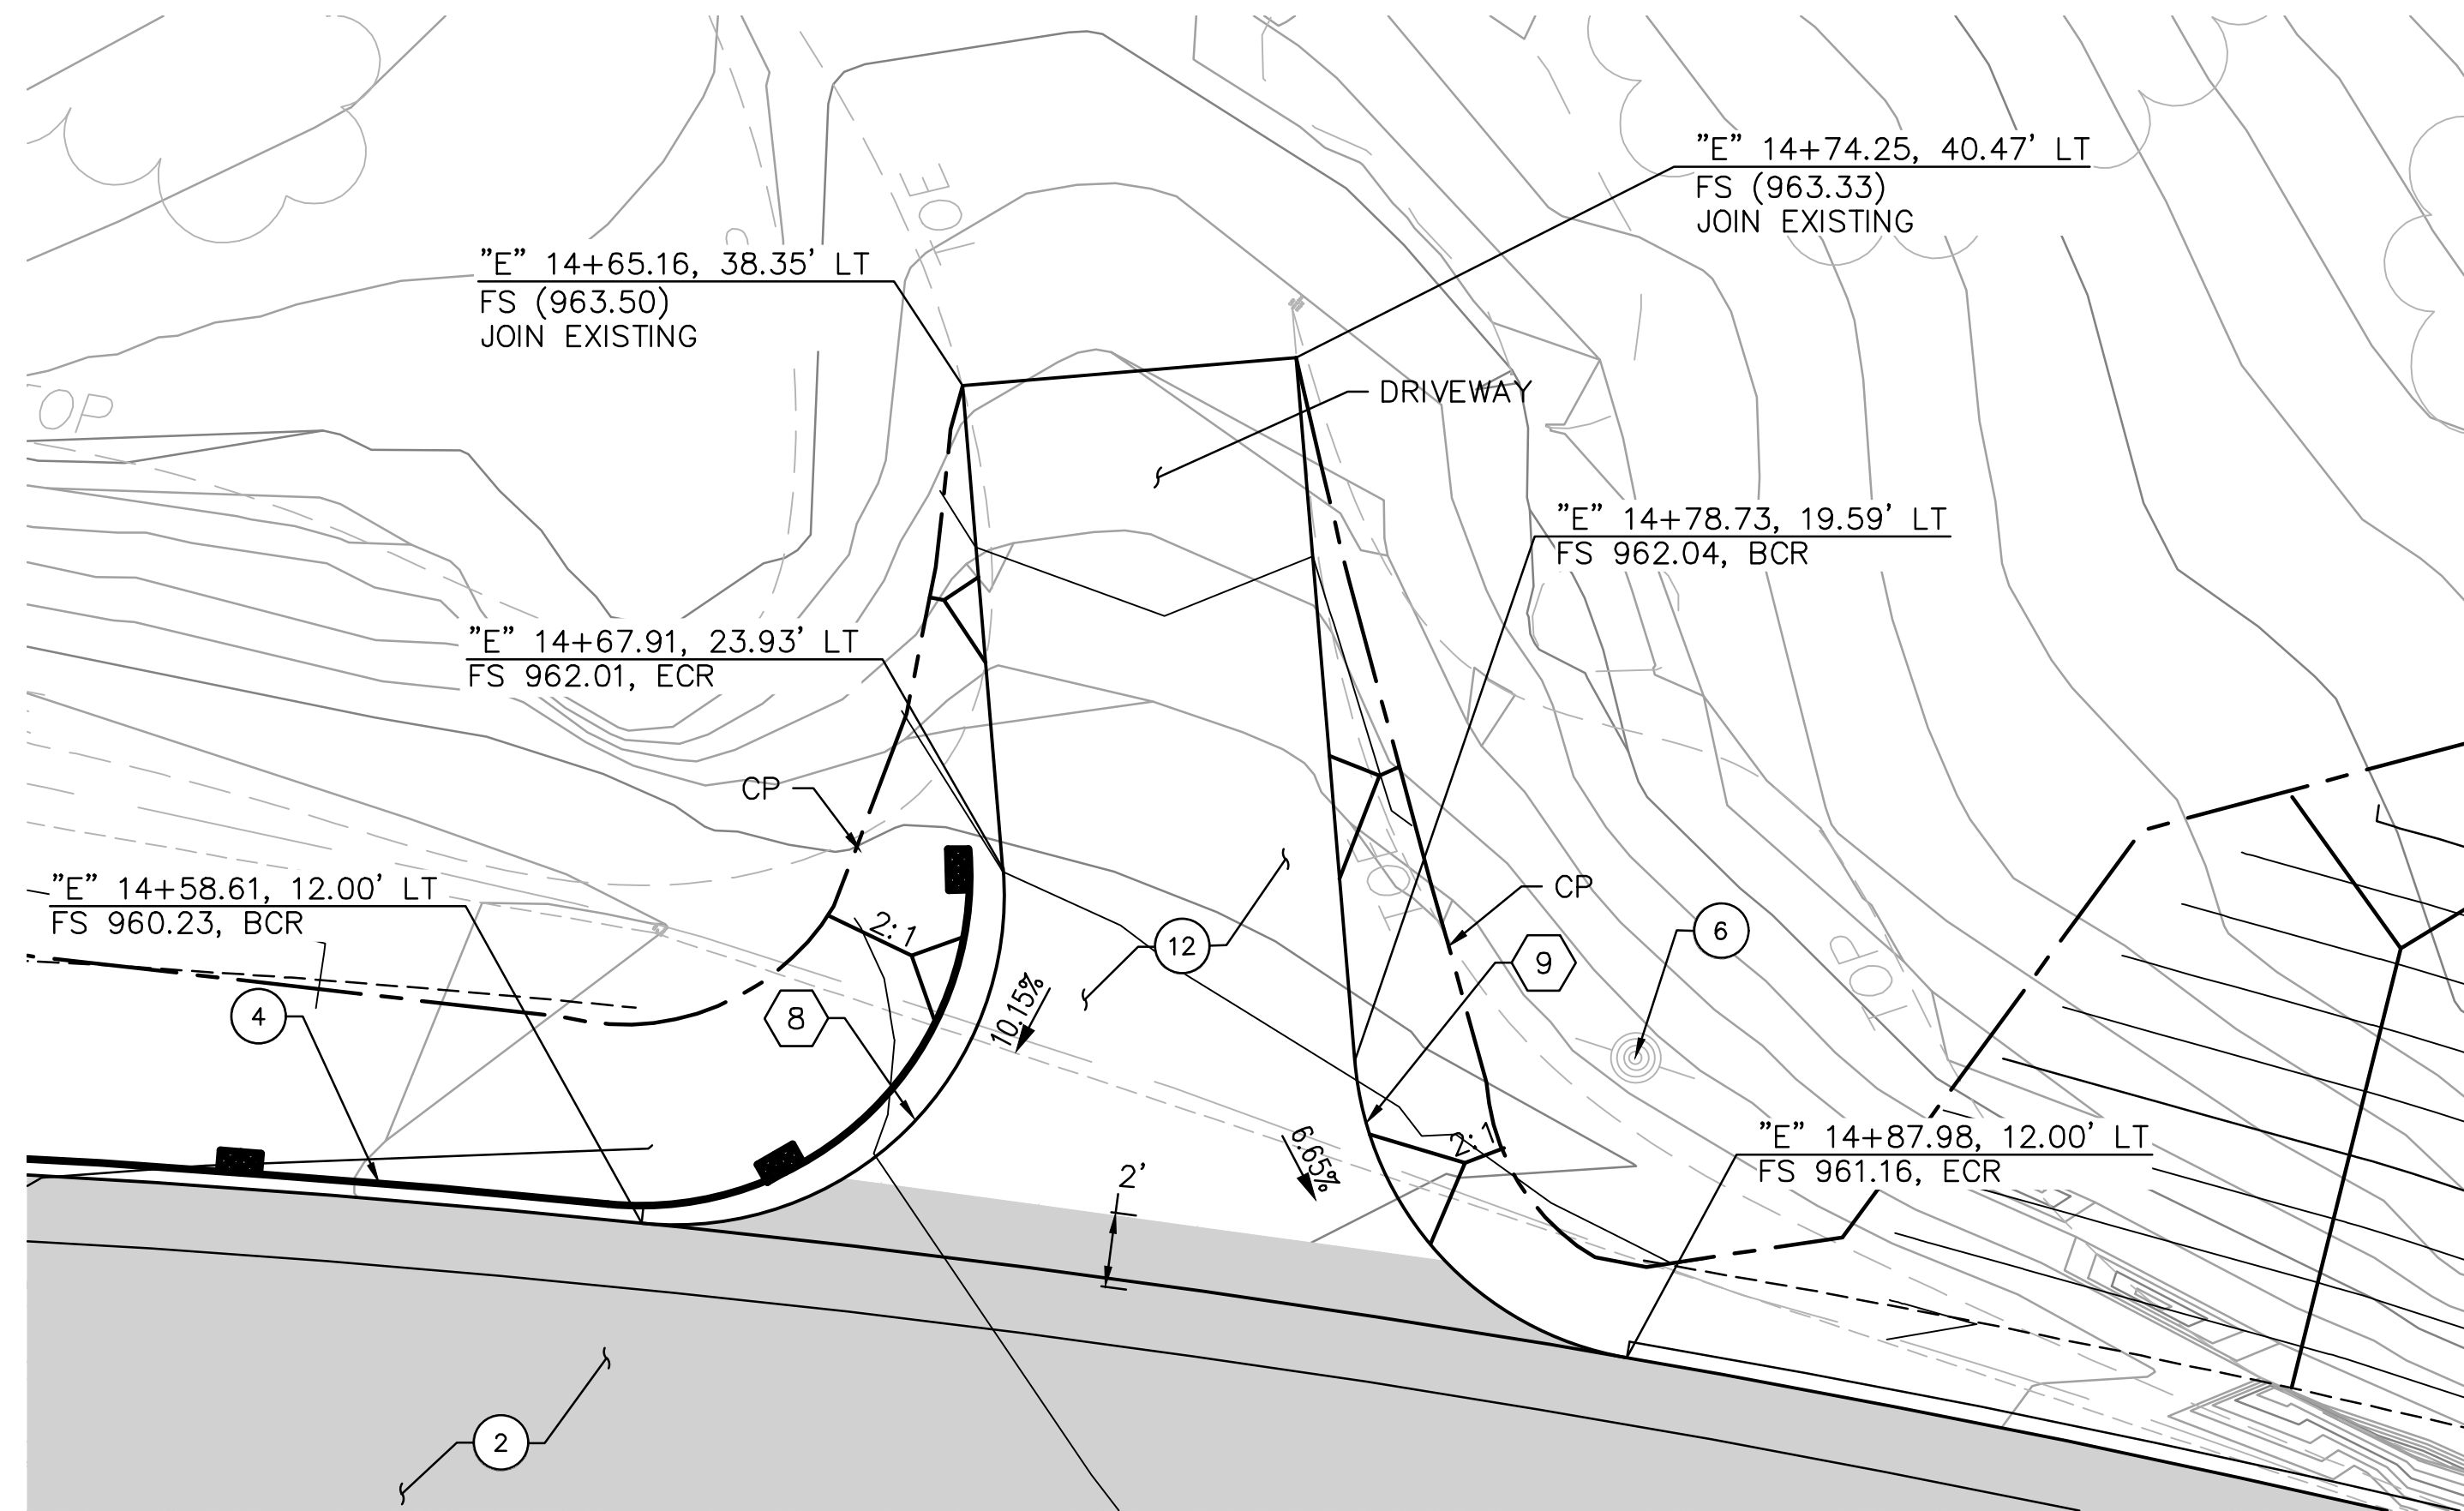 "E" 14+74.25, 40.47' LT
FS (963.33)
JOIN EXISTING
TOE
"E" 14+65.16, 38.35' LT
FS (963.50)
JOIN EXISTING
DRIVEWAY
OP
"E" 14+78.73, 19.59' LT
FS 962.04, BCR
"E" 14+67.91, 23.93' LT
FS 962.01, ECR
CP
"E" 14+58.61, 12.00' LT
FS 960.23, BCR
2:1
12
TOE
CP
9
6
TOP
4
8
10.15%
2:1
6.65%
"E" 14+87.98, 12.00' LT
FS 961.16, ECR
2'
2